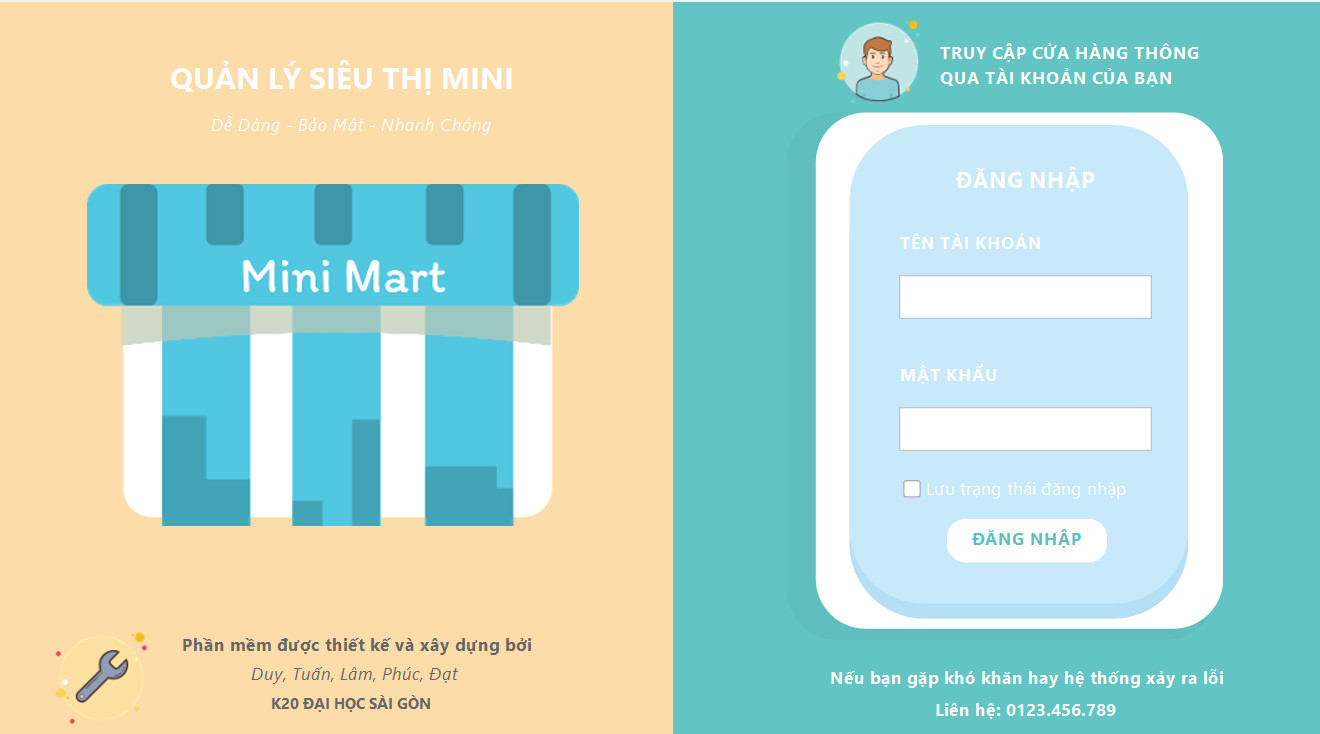 QUẢN LÝ SIÊU THỊ MINI
Dễ Dàng - Bảo Mật - Nhanh Chóng
Mini Mart
Phần mềm được thiết kế và xây dựng bởi
Duy, Tuấn, Lâm, Phúc, Đạt
K20 ĐẠI HỌC SÀI GÒN
TRUY CẬP CỬA HÀNG THÔNG
QUA TÀI KHOẢN CỦA BẠN
ĐĂNG NHẬP
TÊN TÀI KHOẢN
MẬT KHẨU
Lưu trạng thái đăng nhập
ĐĂNG NHẬP
Nếu bạn gặp khó khăn hay hệ thống xảy ra lỗi
Liên hệ: 0123.456.789